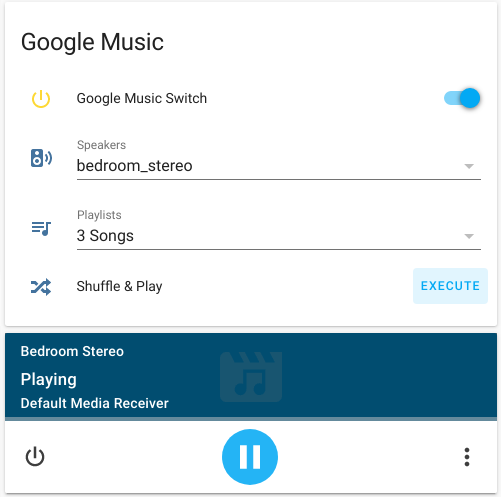 Google Music
Google Music Switch
Speakers
bedroom_stereo
Playlists
3 Songs
Shuffle & Play
EXECUTE
Bedroom Stereo
Playing
Default Media Receiver